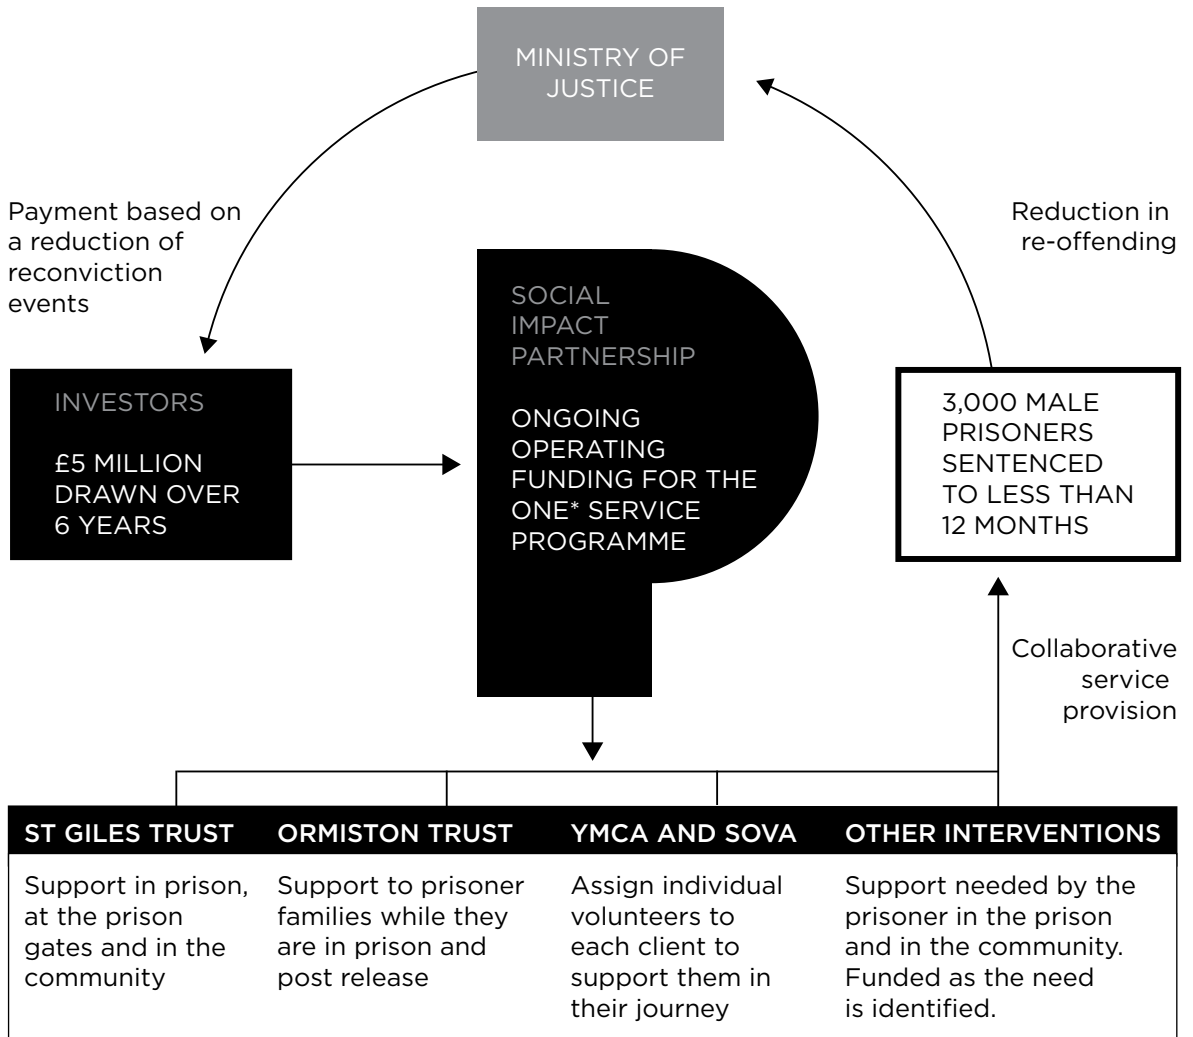 MINISTRY OF
JUSTICE
Payment based on
a reduction of
reconviction
events
Reduction in
re-offending
SOCIAL
IMPACT
PARTNERSHIP
ONGOING
OPERATING
FUNDING FOR THE
ONE* SERVICE
PROGRAMME
INVESTORS
£5 MILLION
DRAWN OVER
6 YEARS
3,000 MALE
PRISONERS
SENTENCED
TO LESS THAN
12 MONTHS
Collaborative
service
provision
ST GILES TRUST
Support in prison,
at the prison
gates and in the
community
ORMISTON TRUST
Support to prisoner
families while they
are in prison and
post release
YMCA AND SOVA
Assign individual
volunteers to
each client to
support them in
their journey
OTHER INTERVENTIONS
Support needed by the
prisoner in the prison
and in the community.
Funded as the need
is identified.